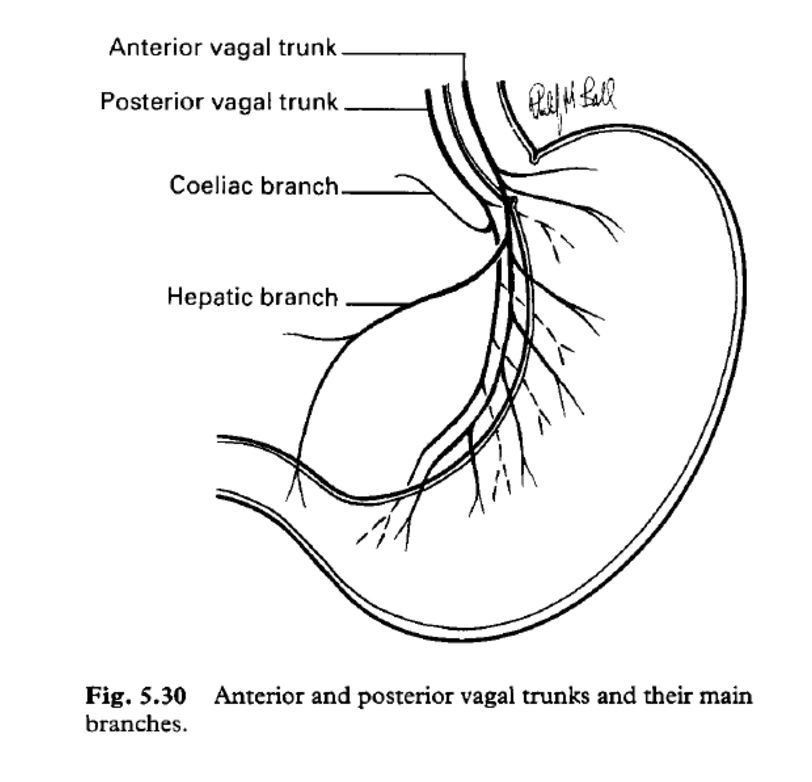 Anterior vagal trunk
Posterior vagal trunk
Coeliac branch
Hepatic branch
Fig. 5.30 Anterior and posterior vagal trunks and their main
branches.